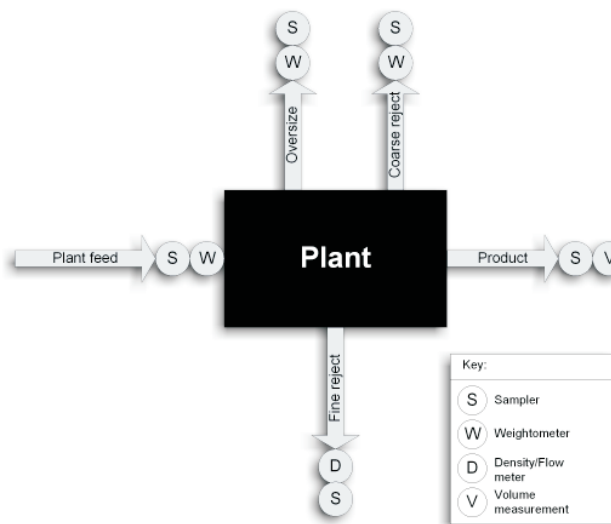 S
S
W
W
Oversize
Coarse reject
Plant feed
S
W
Plant
Product
S
V
Fine reject
D
S
Key:
S Sampler
W Weightometer
D Density/Flow
meter
V Volume
measurement